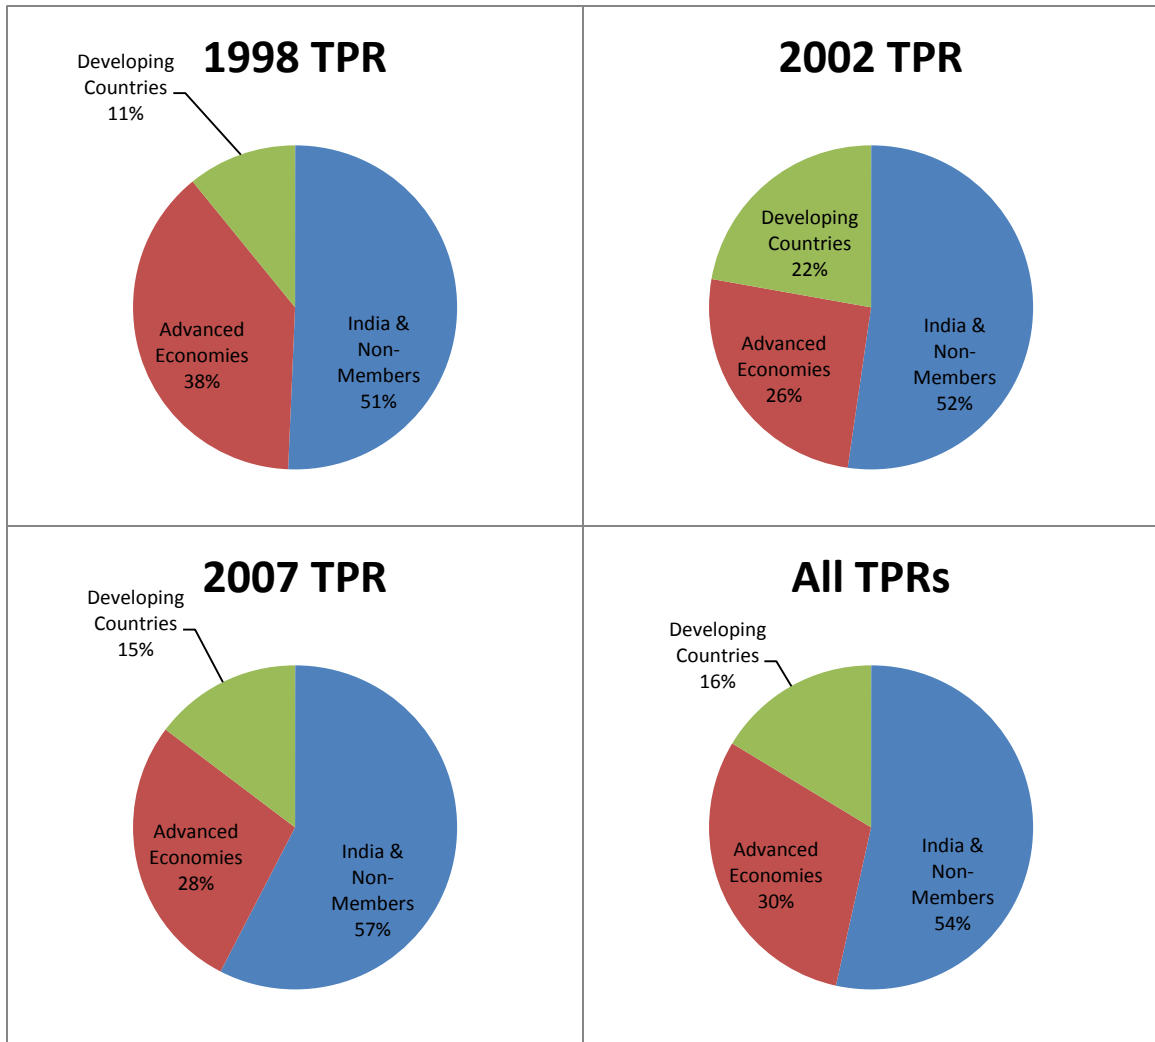 1998 TPR
Developing
Countries
11%
Advanced
Economies
38%
India &
Non-
Members
51%
2002 TPR
Developing
Countries
22%
Advanced
Economies
26%
India &
Non-
Members
52%
2007 TPR
Developing
Countries
15%
Advanced
Economies
28%
India &
Non-
Members
57%
All TPRs
Developing
Countries
16%
Advanced
Economies
30%
India &
Non-
Members
54%